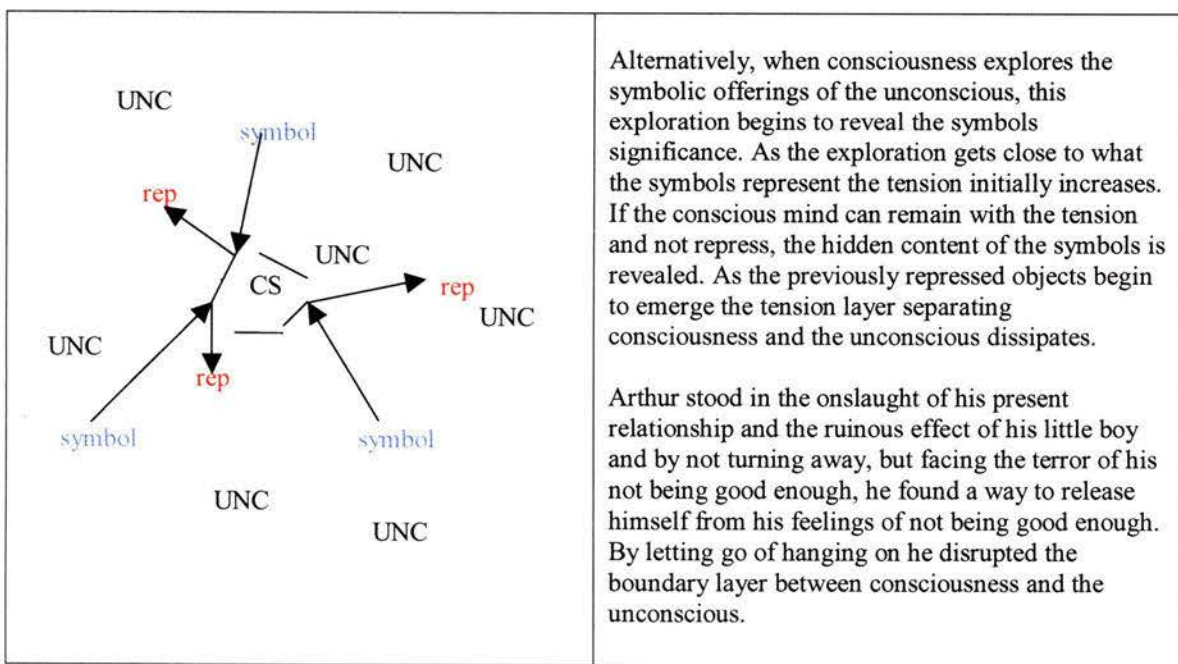 UNC
symbol
UNC
rep
UNC
CS
rep
UNC
UNC
rep
symbol
symbol
UNC
UNC
Alternatively, when consciousness explores the
symbolic offerings of the unconscious, this
exploration begins to reveal the symbols
significance. As the exploration gets close to what
the symbols represent the tension initially increases.
If the conscious mind can remain with the tension
and not repress, the hidden content of the symbols is
revealed. As the previously repressed objects begin
to emerge the tension layer separating
consciousness and the unconscious dissipates.
Arthur stood in the onslaught of his present
relationship and the ruinous effect of his little boy
and by not turning away, but facing the terror of his
not being good enough, he found a way to release
himself from his feelings of not being good enough.
By letting go of hanging on he disrupted the
boundary layer between consciousness and the
unconscious.